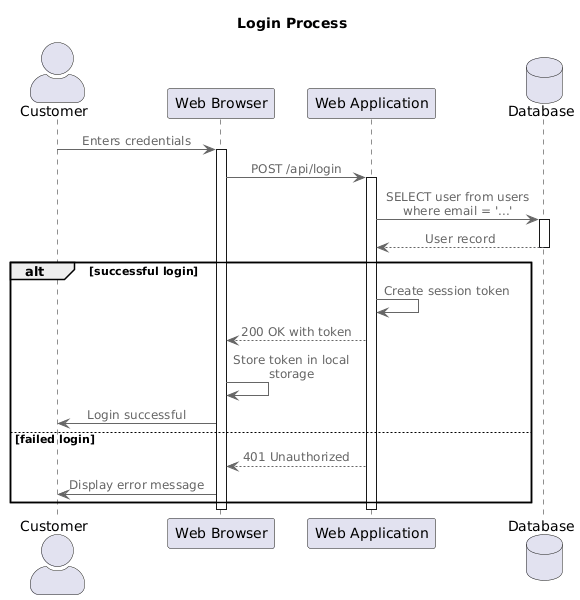 Login Process
Customer
Web Browser
Web Application
Database
Enters credentials
POST /api/login
SELECT user from users
where email = '...'
User record
alt
[successful login]
Create session token
200 OK with token
Store token in local
storage
Login successful
[failed login]
401 Unauthorized
Display error message
Customer
Web Browser
Web Application
Database